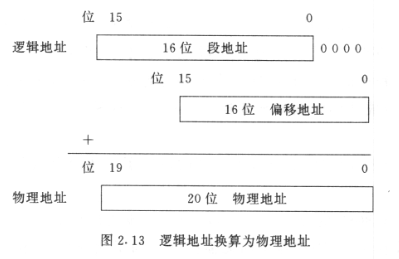 位 15 0
逻辑地址 16位 段地址 0000
位 15 0
16位 偏移地址
+
位 19 0
物理地址 20位 物理地址
图 2.13 逻辑地址换算为物理地址